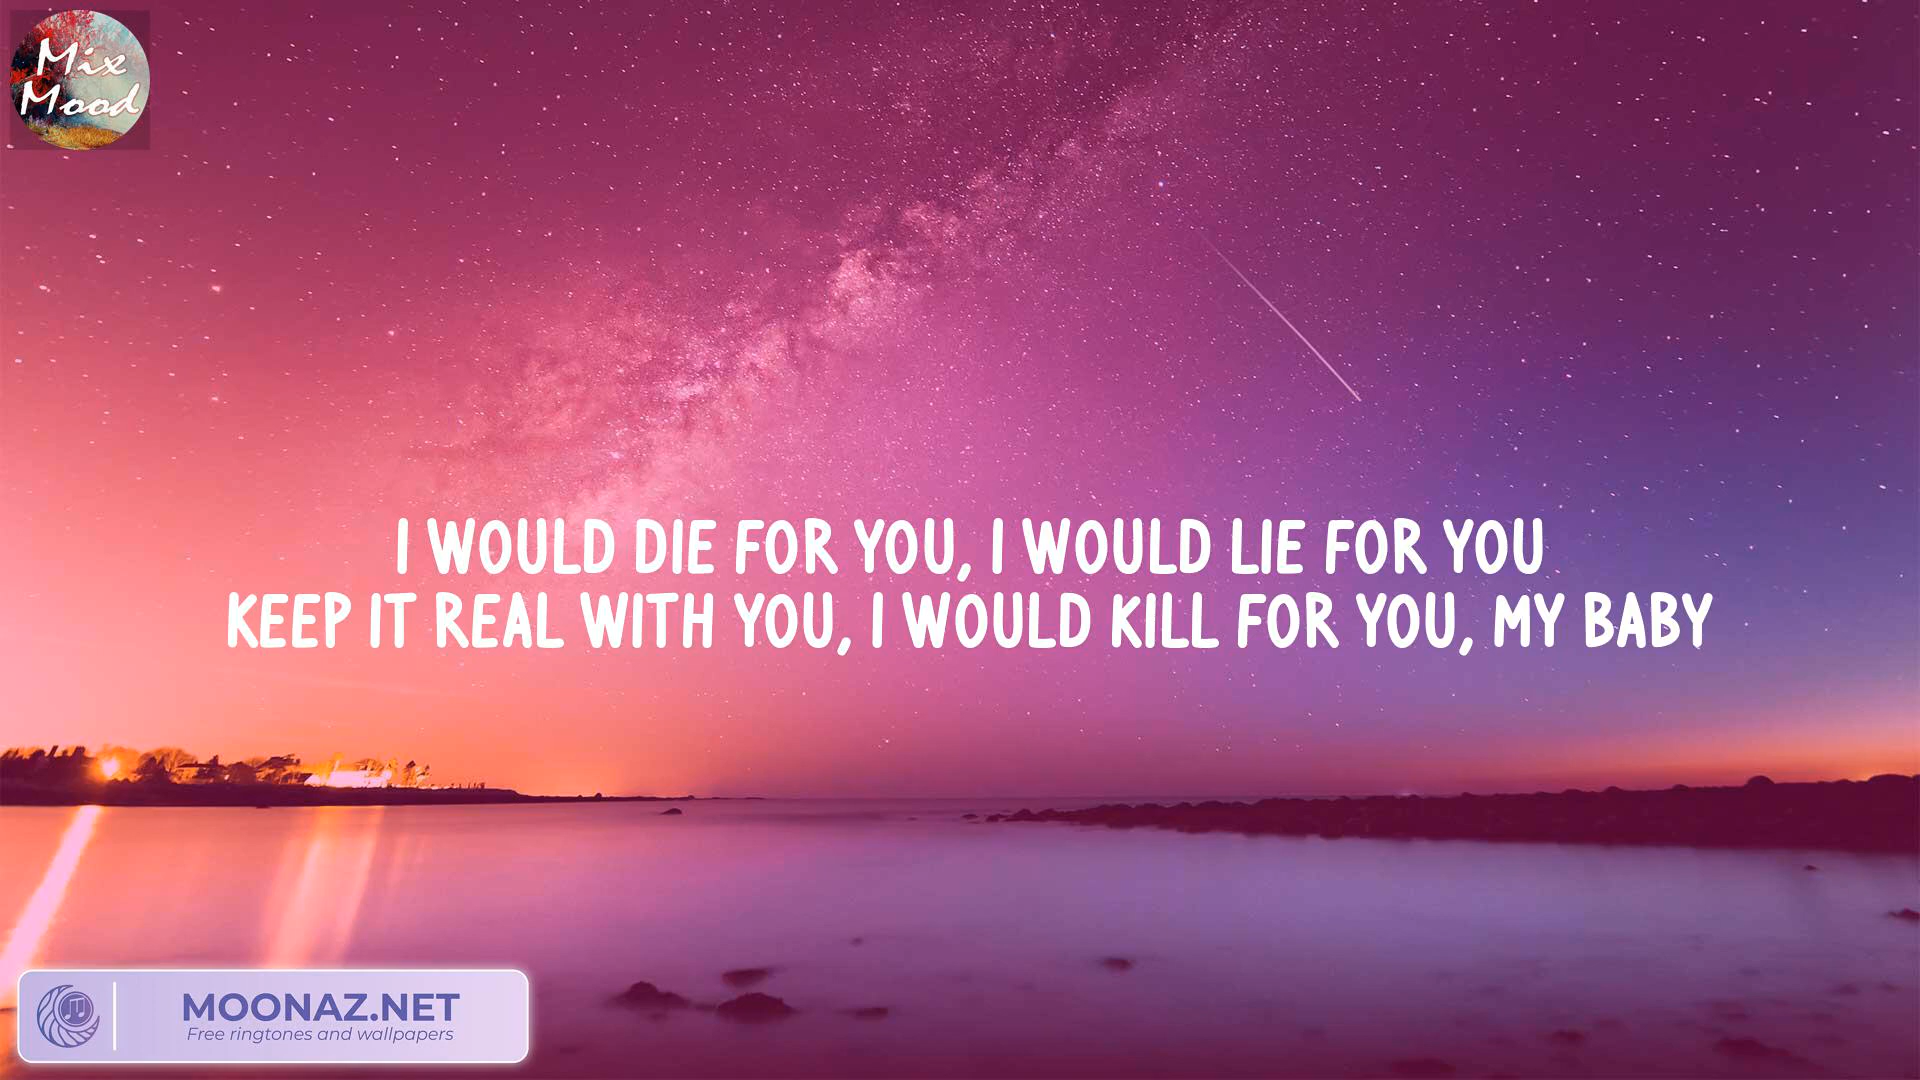 Mix
Mood
I WOULD DIE FOR YOU, I WOULD LIE FOR YOU
KEEP IT REAL WITH YOU, I WOULD KILL FOR YOU, MY BABY
MOONAZ.NET
Free ringtones and wallpapers